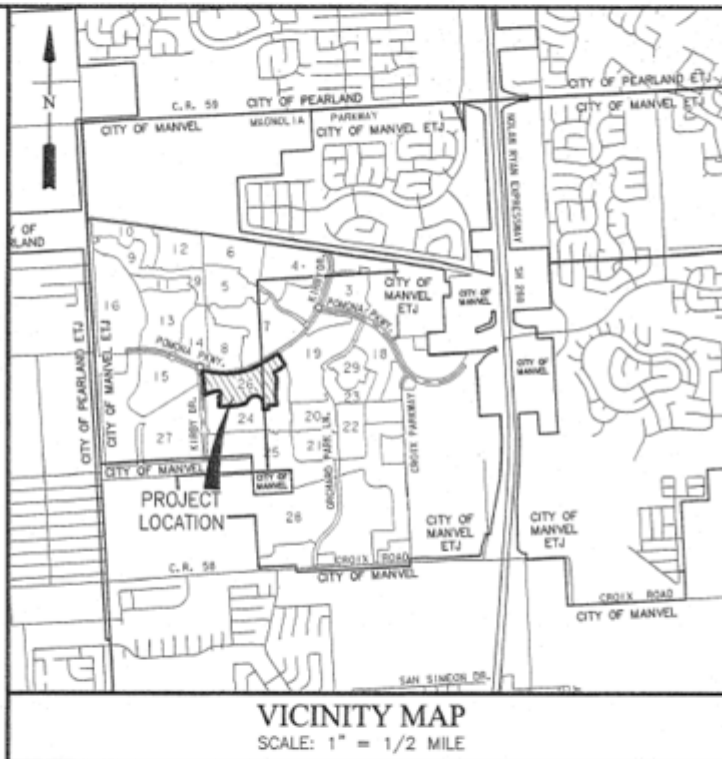 N
C.R. 59
CITY OF PEARLAND
CITY OF PEARLAND ETJ
CITY OF MANVEL
MAGNOLIA PARKWAY
CITY OF MANVEL ETJ
CITY OF MANVEL ETJ
NOLAN RYAN EXPRESSWAY
SH 288
10
9
12
6
4
11
9
5
3
16
13
14
8
7
KIRBY DR.
POMONA PKWY.
CITY OF
MANVEL
ETJ
CITY OF
MANVEL
CITY OF
MANVEL
POMONA PKWY.
19
18
29
15
26
23
CITY OF PEARLAND ETJ
CITY OF MANVEL ETJ
KIRBY DR.
24
20
22
21
27
25
ORCHARD PARK LN.
CROIX PARKWAY
CITY OF MANVEL
CITY OF
MANVEL
PROJECT
LOCATION
28
CITY OF
MANVEL
ETJ
CITY OF
MANVEL
ETJ
C.R. 58
CROIX ROAD
CITY OF MANVEL
CROIX ROAD
CITY OF MANVEL
SAN SIMEON DR.
VICINITY MAP
SCALE: 1" = 1/2 MILE